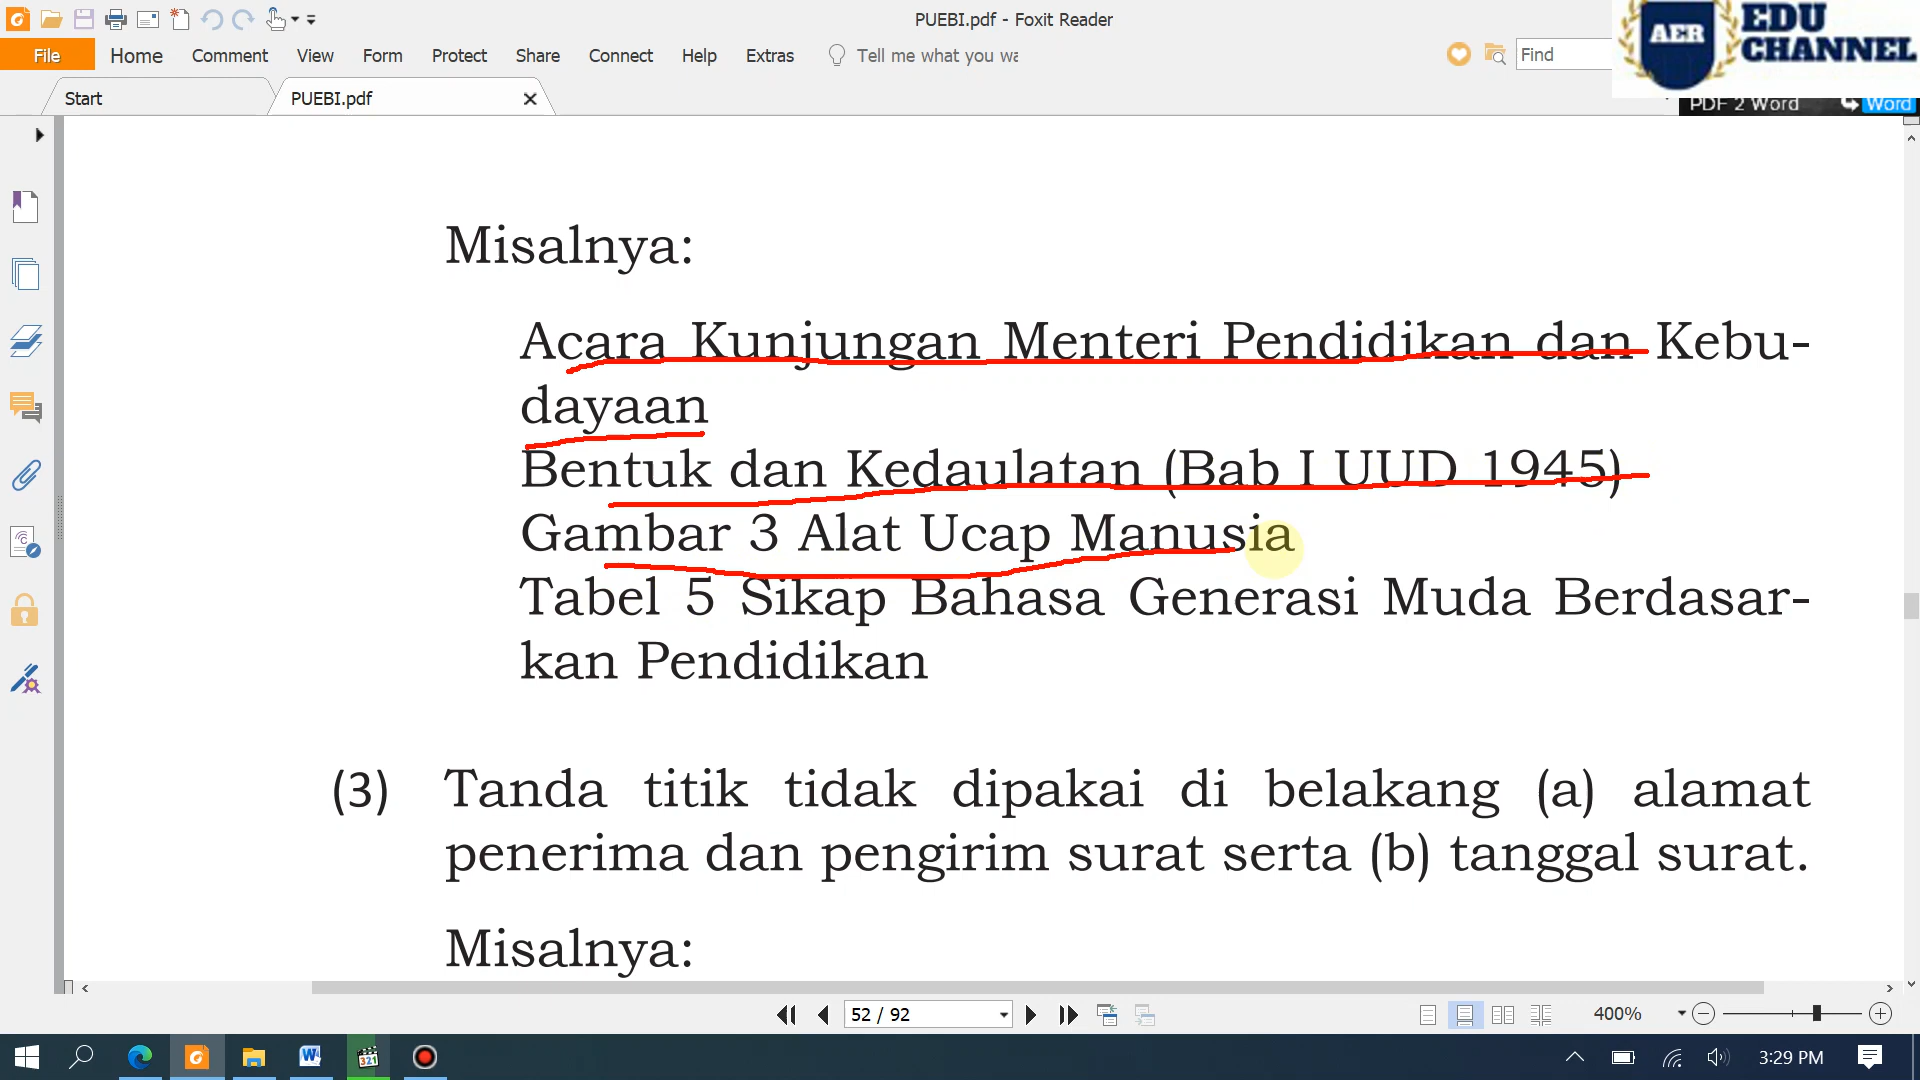 PUEBI.pdf - Foxit Reader
AER EDU CHANNEL
File Home Comment View Form Protect Share Connect Help Extras Tell me what you wa Find
Start PUEBI.pdf
PDF 2 Word Word
Misalnya:
Acara Kunjungan Menteri Pendidikan dan Kebu-
dayaan
Bentuk dan Kedaulatan (Bab I UUD 1945)
Gambar 3 Alat Ucap Manusia
Tabel 5 Sikap Bahasa Generasi Muda Berdasar-
kan Pendidikan
(3) Tanda titik tidak dipakai di belakang (a) alamat
penerima dan pengirim surat serta (b) tanggal surat.
Misalnya:
52 / 92 400%
321 3:29 PM